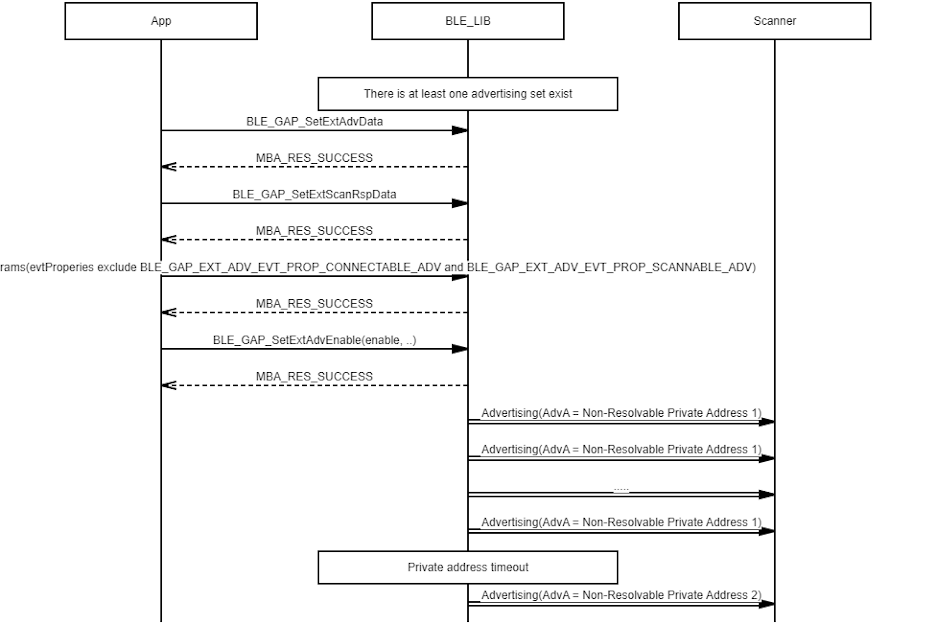 App
BLE_LIB
Scanner
There is at least one advertising set exist
BLE_GAP_SetExtAdvData
MBA_RES_SUCCESS
BLE_GAP_SetExtScanRspData
MBA_RES_SUCCESS
rams(evtProperies exclude BLE_GAP_EXT_ADV_EVT_PROP_CONNECTABLE_ADV and BLE_GAP_EXT_ADV_EVT_PROP_SCANNABLE_ADV)
MBA_RES_SUCCESS
BLE_GAP_SetExtAdvEnable(enable, ..)
MBA_RES_SUCCESS
Advertising(AdvA = Non-Resolvable Private Address 1)
Advertising(AdvA = Non-Resolvable Private Address 1)
.....
Advertising(AdvA = Non-Resolvable Private Address 1)
Private address timeout
Advertising(AdvA = Non-Resolvable Private Address 2)